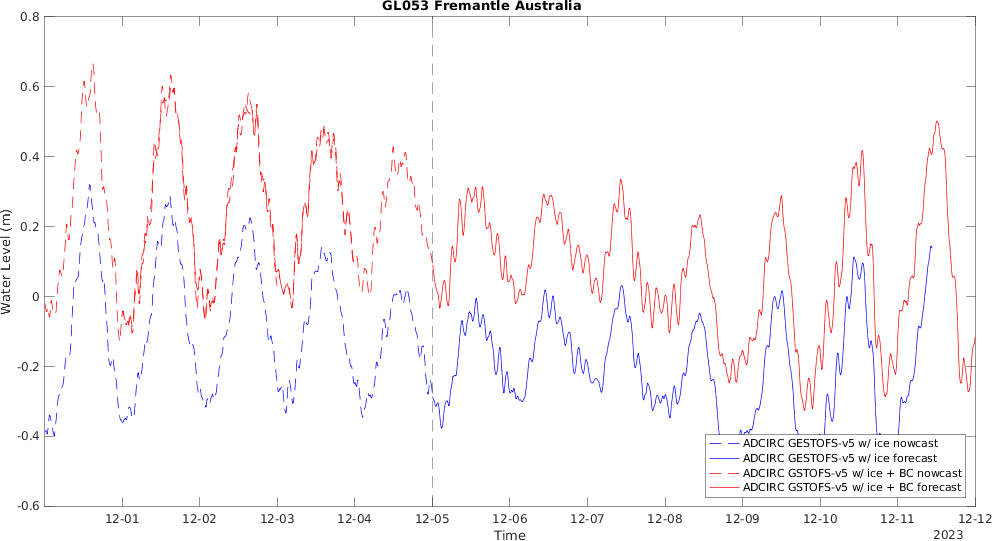 GL053 Fremantle Australia
0.8
0.6
0.4
0.2
0
-0.2
-0.4
-0.6
Water Level (m)
12-01 12-02 12-03 12-04 12-05 12-06 12-07 12-08 12-09 12-10 12-11 12-12
Time
2023
ADCIRC GESTOFS-v5 w/ ice nowcast
ADCIRC GESTOFS-v5 w/ ice forecast
ADCIRC GSTOFS-v5 w/ ice + BC nowcast
ADCIRC GSTOFS-v5 w/ ice + BC forecast